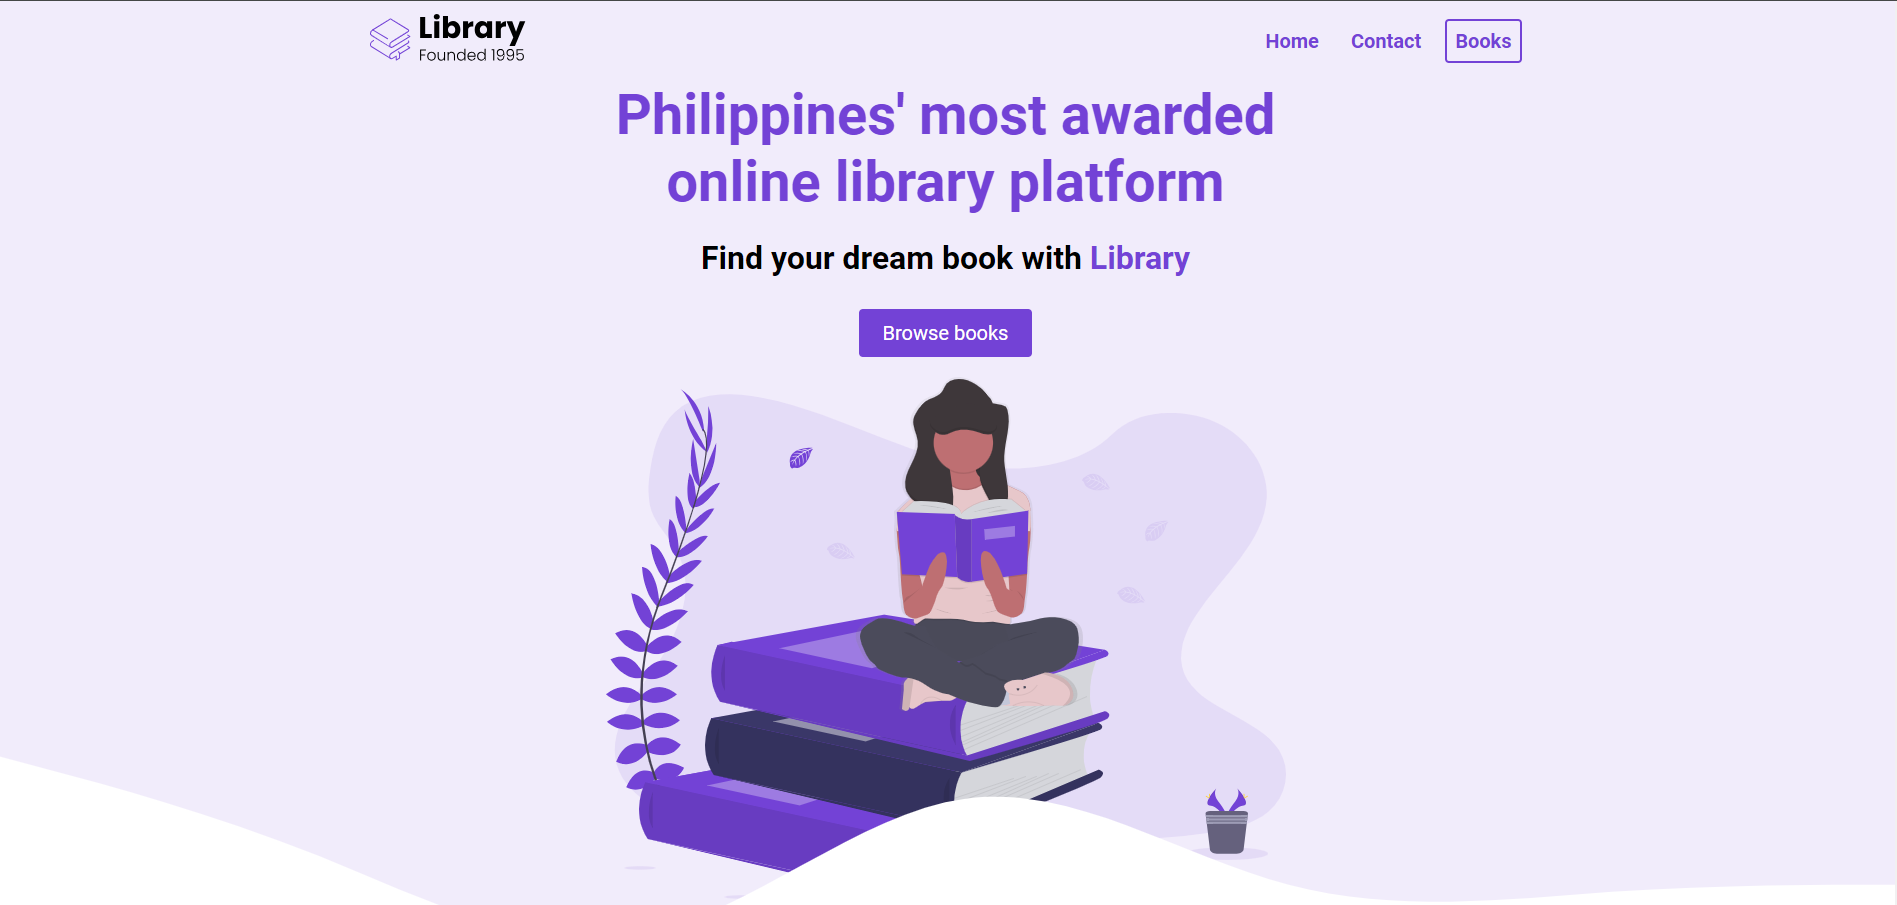 Library
Founded 1995
Home
Contact
Books
Philippines' most awarded
online library platform
Find your dream book with Library
Browse books